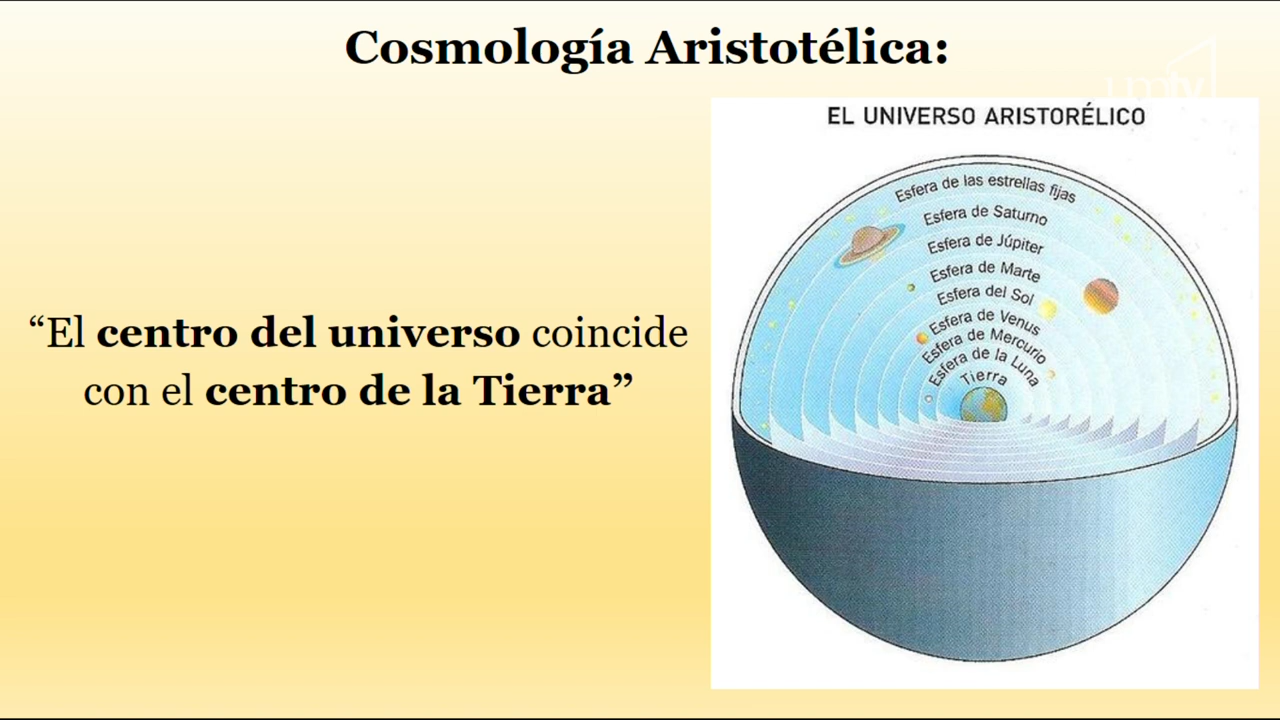 Cosmología Aristotélica:
EL UNIVERSO ARISTORÉLICO
Esfera de las estrellas fijas
Esfera de Saturno
Esfera de Júpiter
Esfera de Marte
Esfera del Sol
Esfera de Venus
Esfera de Mercurio
Esfera de la Luna
Tierra
“El centro del universo coincide
con el centro de la Tierra”